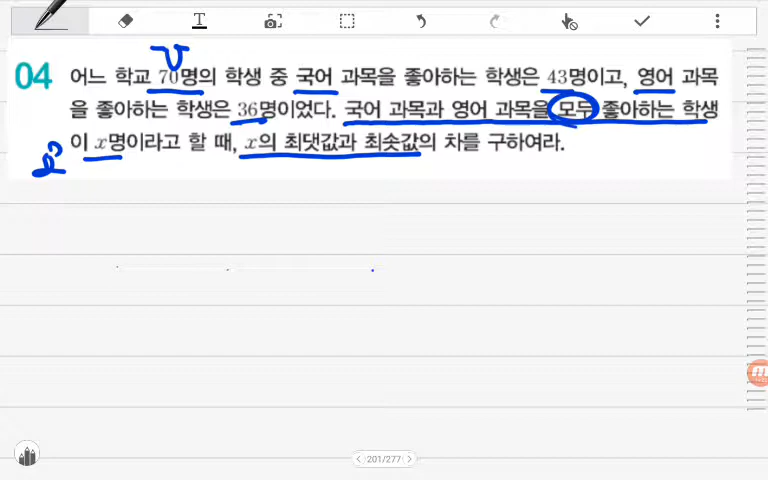 U
04 어느 학교 70명의 학생 중 국어 과목을 좋아하는 학생은 43명이고, 영어 과목
을 좋아하는 학생은 36명이었다. 국어 과목과 영어 과목을 모두 좋아하는 학생
이 x명이라고 할 때, x의 최댓값과 최솟값의 차를 구하여라.
201/277